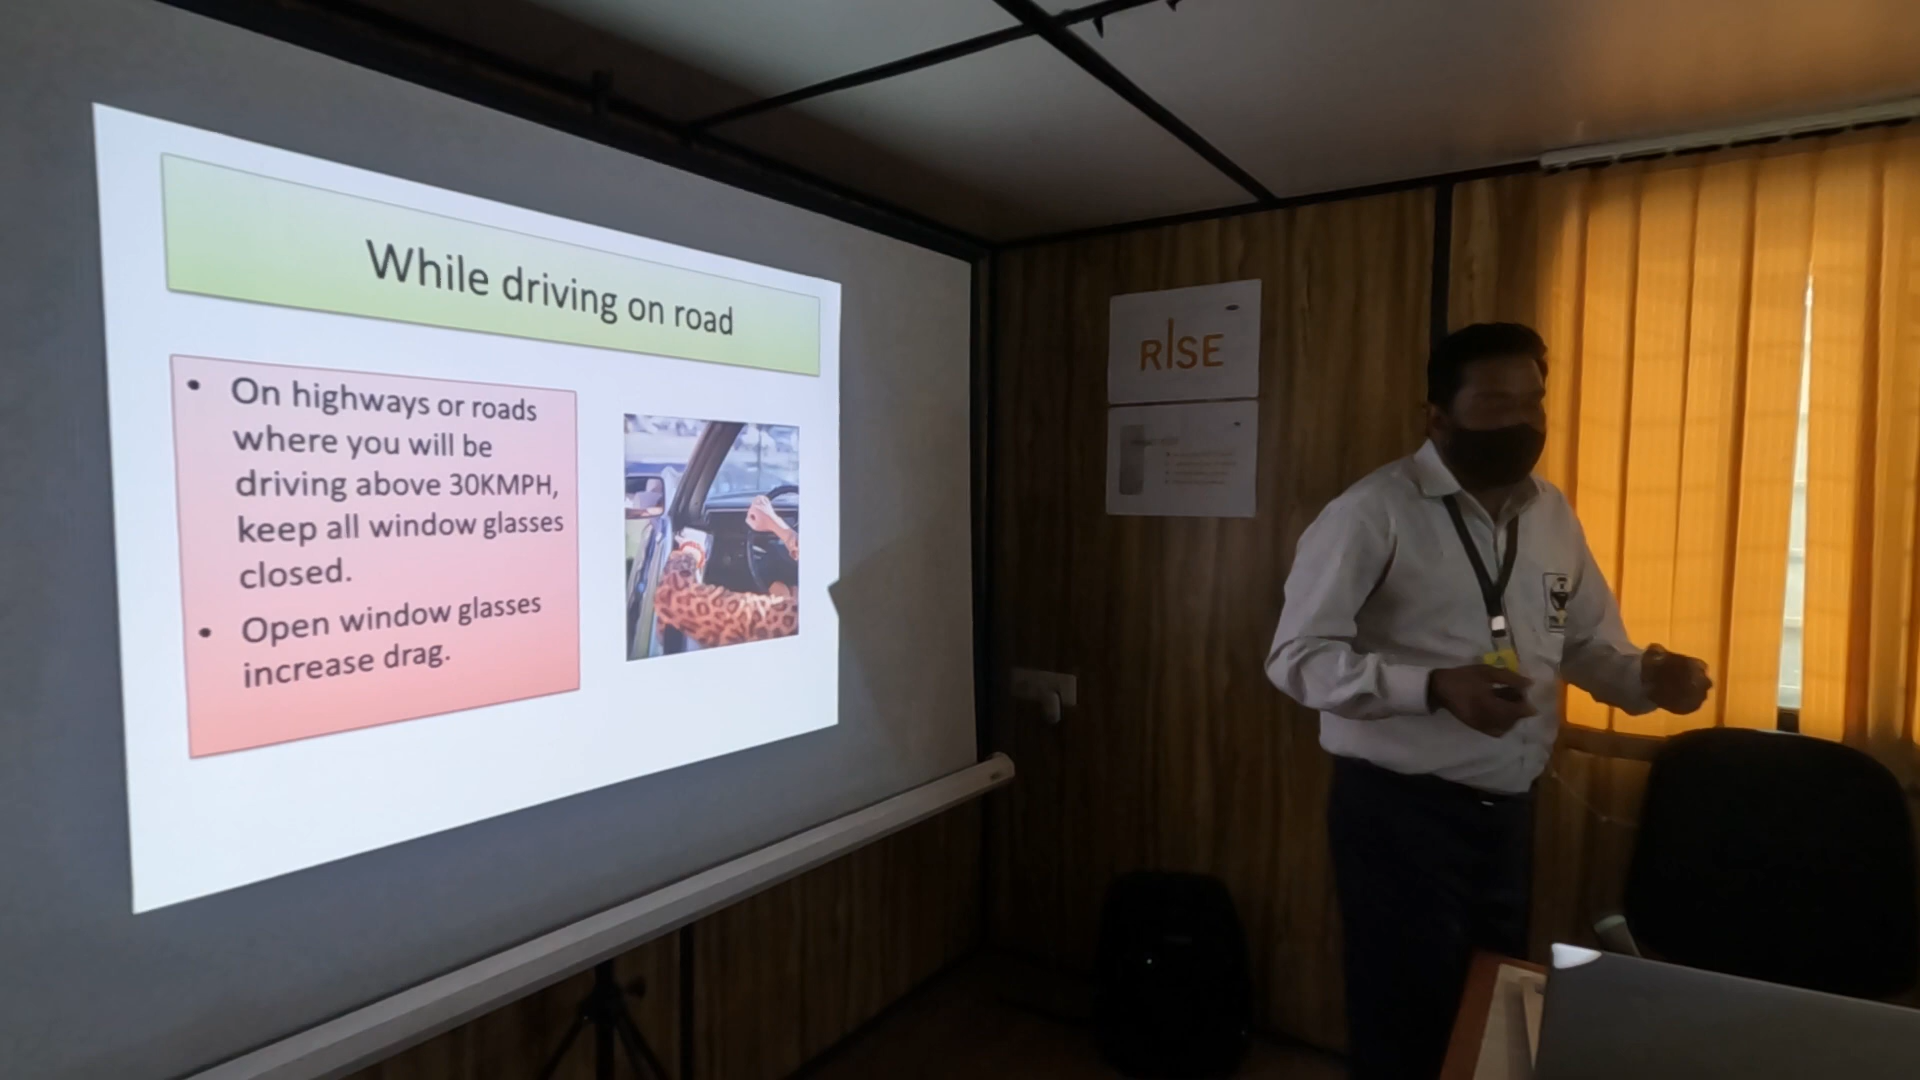 While driving on road
• On highways or roads
where you will be
driving above 30KMPH,
keep all window glasses
closed.
• Open window glasses
increase drag.
RISE